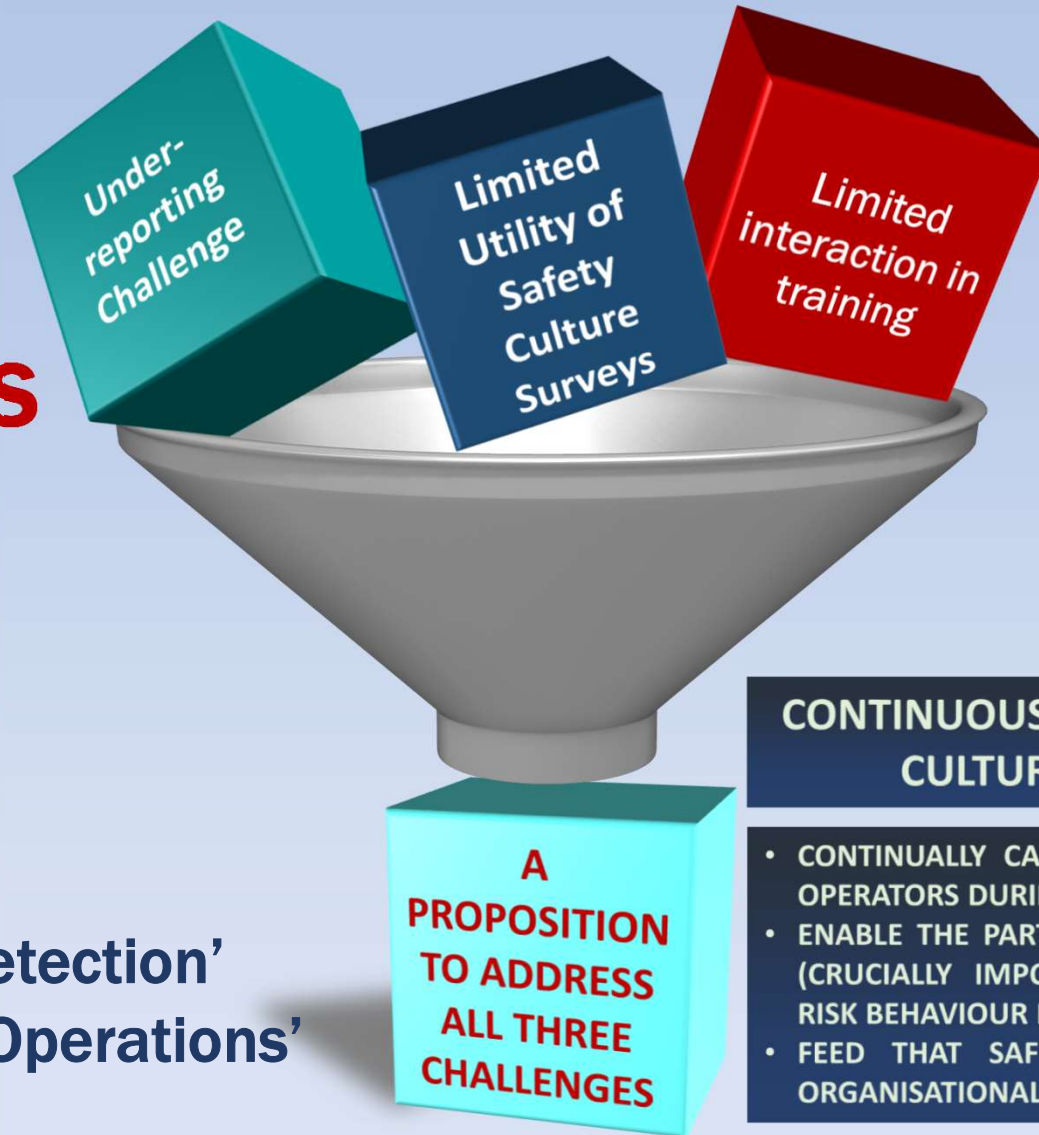 Under-
reporting
Challenge
Limited
Utility of
Safety
Culture
Surveys
Limited
interaction in
training
S
A
PROPOSITION
TO ADDRESS
ALL THREE
CHALLENGES
etection’
Operations’
CONTINUOUS
CULTUR
• CONTINUALLY CA
OPERATORS DURI
• ENABLE THE PART
(CRUCIALLY IMPO
RISK BEHAVIOUR
• FEED THAT SAF
ORGANISATIONAL